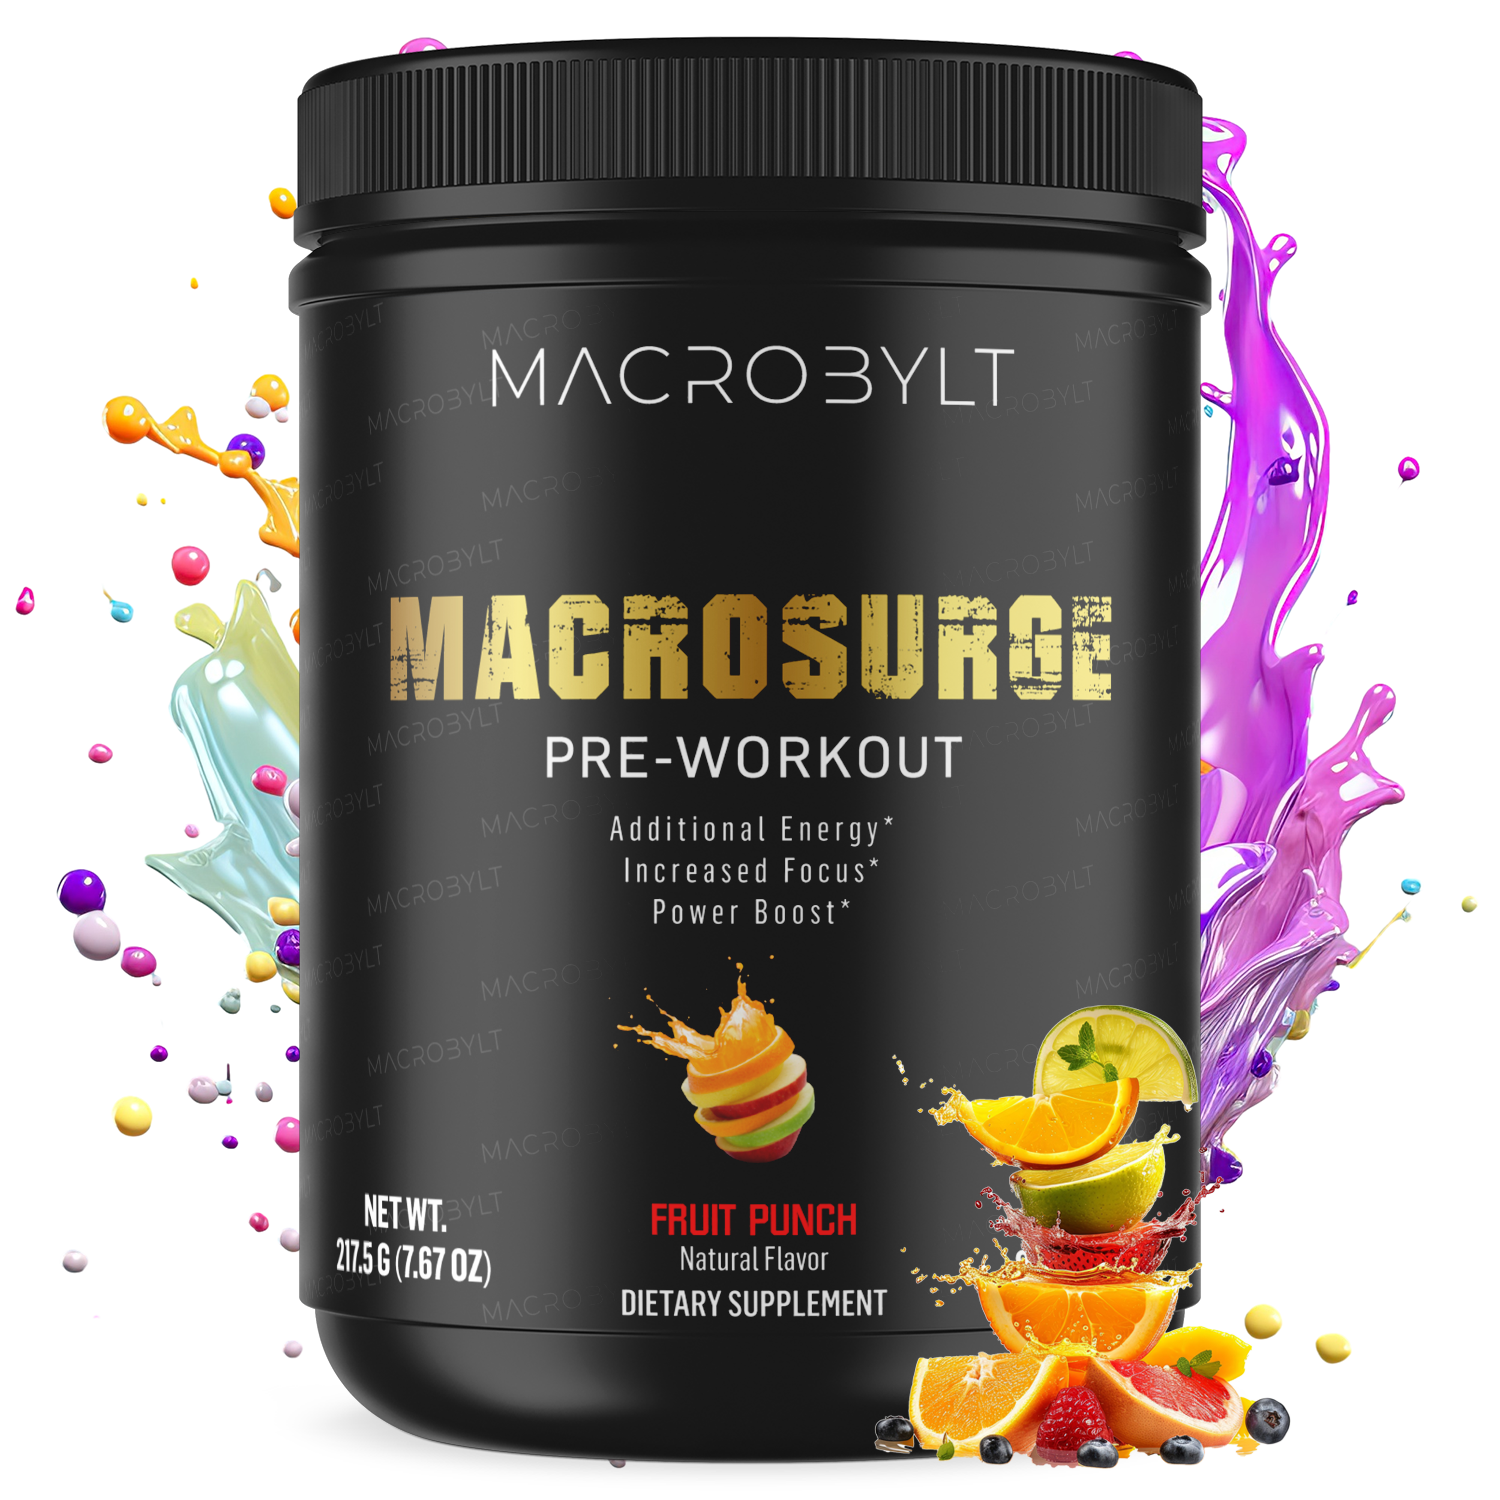 MACROBYLT
MACROSURGE
PRE-WORKOUT
Additional Energy*
Increased Focus*
Power Boost*
NET WT.
217.5 G (7.67 OZ)
FRUIT PUNCH
Natural Flavor
DIETARY SUPPLEMENT